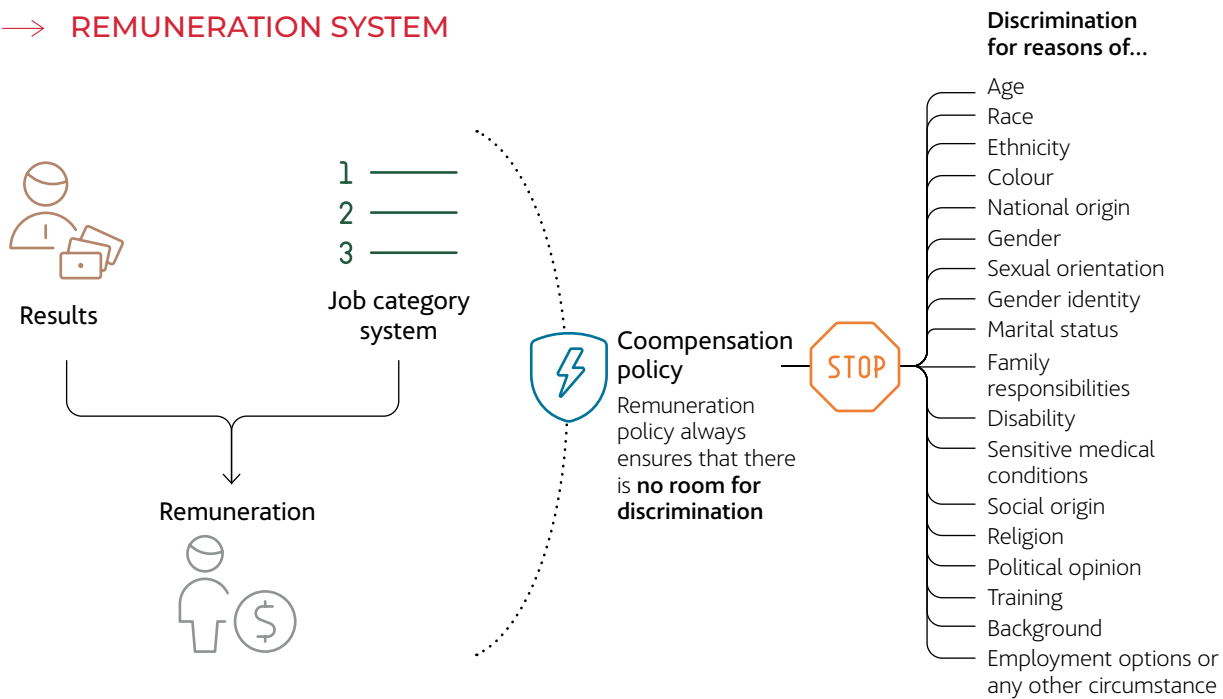 → REMUNERATION SYSTEM
Results
1
2
3
Job category
system
Remuneration
$
Coompensation
policy
Remuneration
policy always
ensures that there
is no room for
discrimination
STOP
Discrimination
for reasons of...
Age
Race
Ethnicity
Colour
National origin
Gender
Sexual orientation
Gender identity
Marital status
Family
responsibilities
Disability
Sensitive medical
conditions
Social origin
Religion
Political opinion
Training
Background
Employment options or
any other circumstance